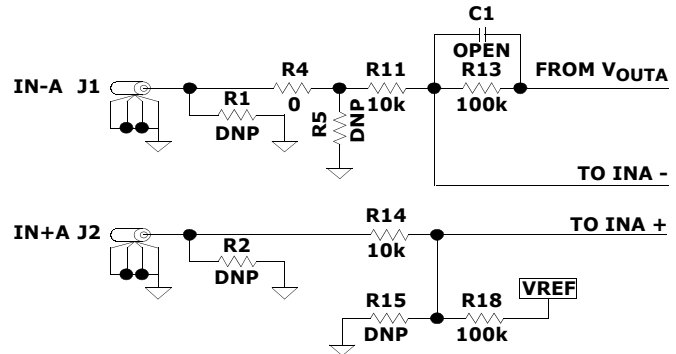 C1
OPEN
IN-A J1
R4
0
R11
10k
R13
100k
FROM VOUTA
R1
DNP
R5
DNP
TO INA -
IN+A J2
R14
10k
TO INA +
R2
DNP
R15
DNP
R18
100k
VREF